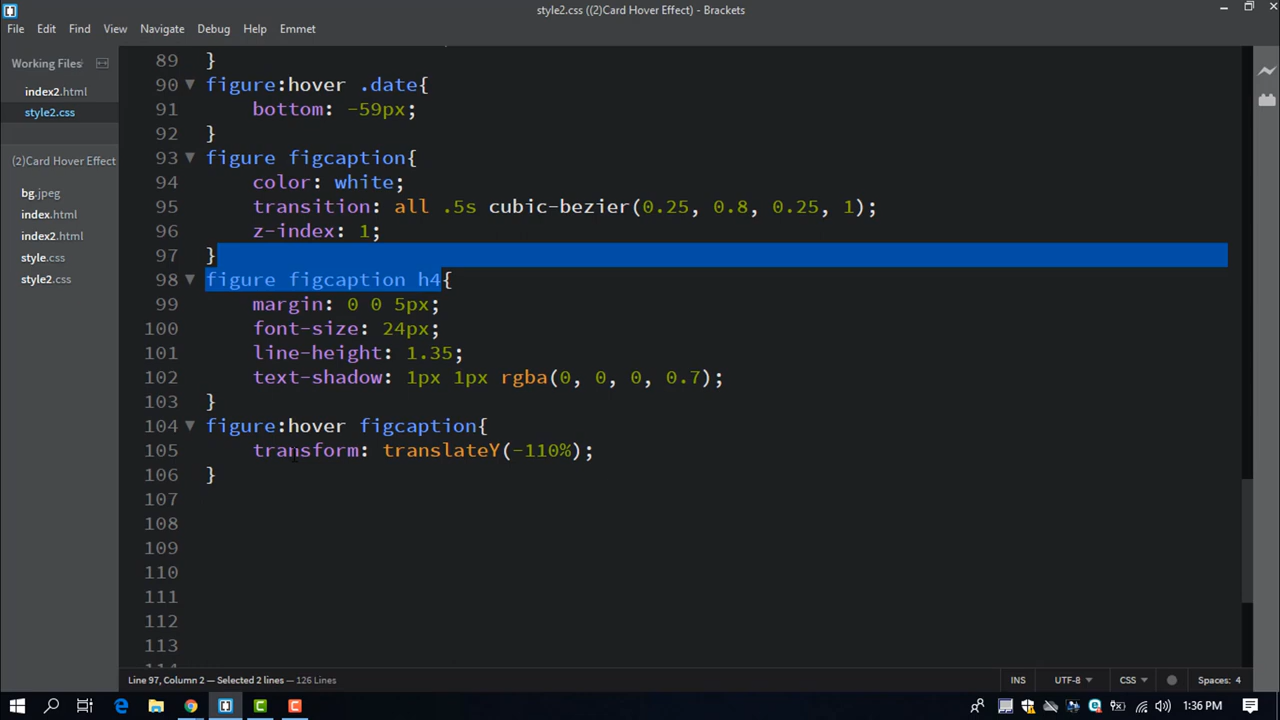 style2.css ((2)Card Hover Effect) - Brackets
File Edit Find View Navigate Debug Help Emmet
Working Files
index2.html
style2.css
(2)Card Hover Effect
bg.jpeg
index.html
index2.html
style.css
style2.css
89 }
90 figure:hover .date{
91 bottom: -59px;
92 }
93 figure figcaption{
94 color: white;
95 transition: all .5s cubic-bezier(0.25, 0.8, 0.25, 1);
96 z-index: 1;
97 }
98 figure figcaption h4{
99 margin: 0 0 5px;
100 font-size: 24px;
101 line-height: 1.35;
102 text-shadow: 1px 1px rgba(0, 0, 0, 0.7);
103 }
104 figure:hover figcaption{
105 transform: translateY(-110%);
106 }
107
108
109
110
111
112
113
Line 97, Column 2 — Selected 2 lines — 126 Lines INS UTF-8 CSS Spaces: 4
1:36 PM